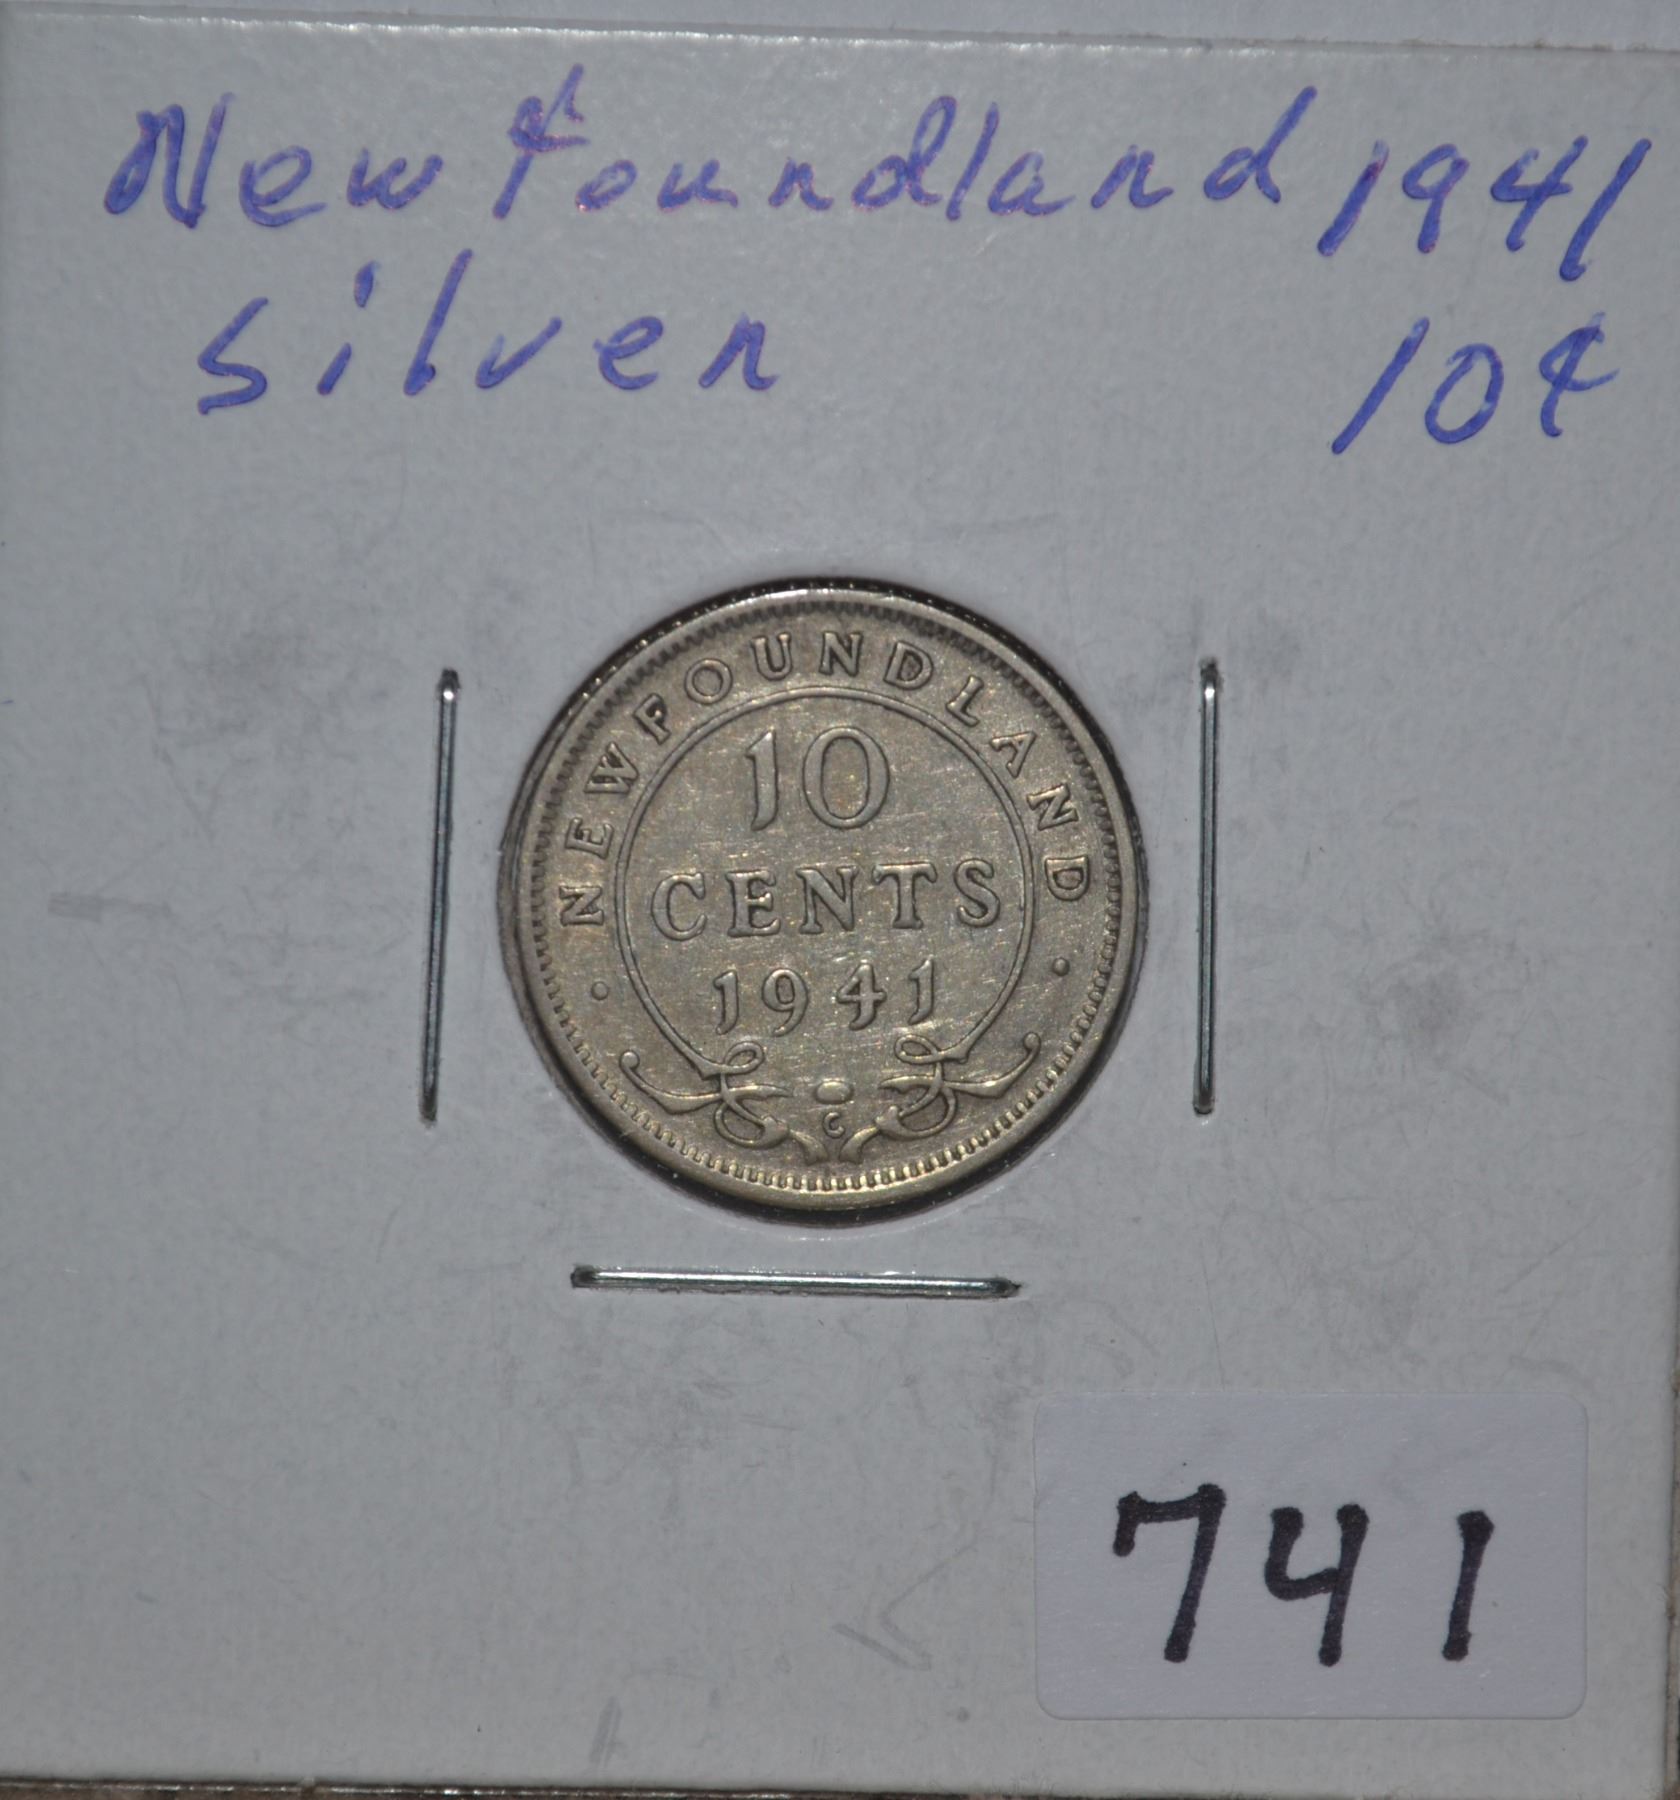 Newfoundland 1941
silver 10¢
NEWFOUNDLAND
10
CENTS
1941
C
741